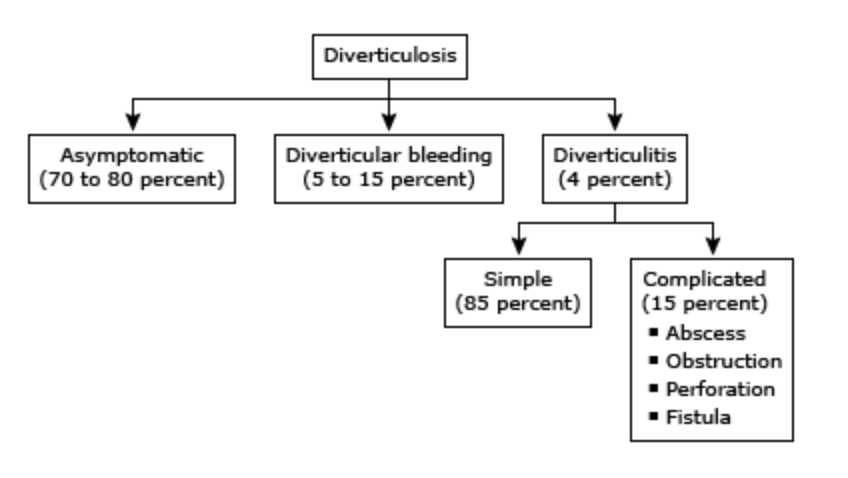 Diverticulosis
Asymptomatic
(70 to 80 percent)
Diverticular bleeding
(5 to 15 percent)
Diverticulitis
(4 percent)
Simple
(85 percent)
Complicated
(15 percent)
▪ Abscess
▪ Obstruction
▪ Perforation
▪ Fistula